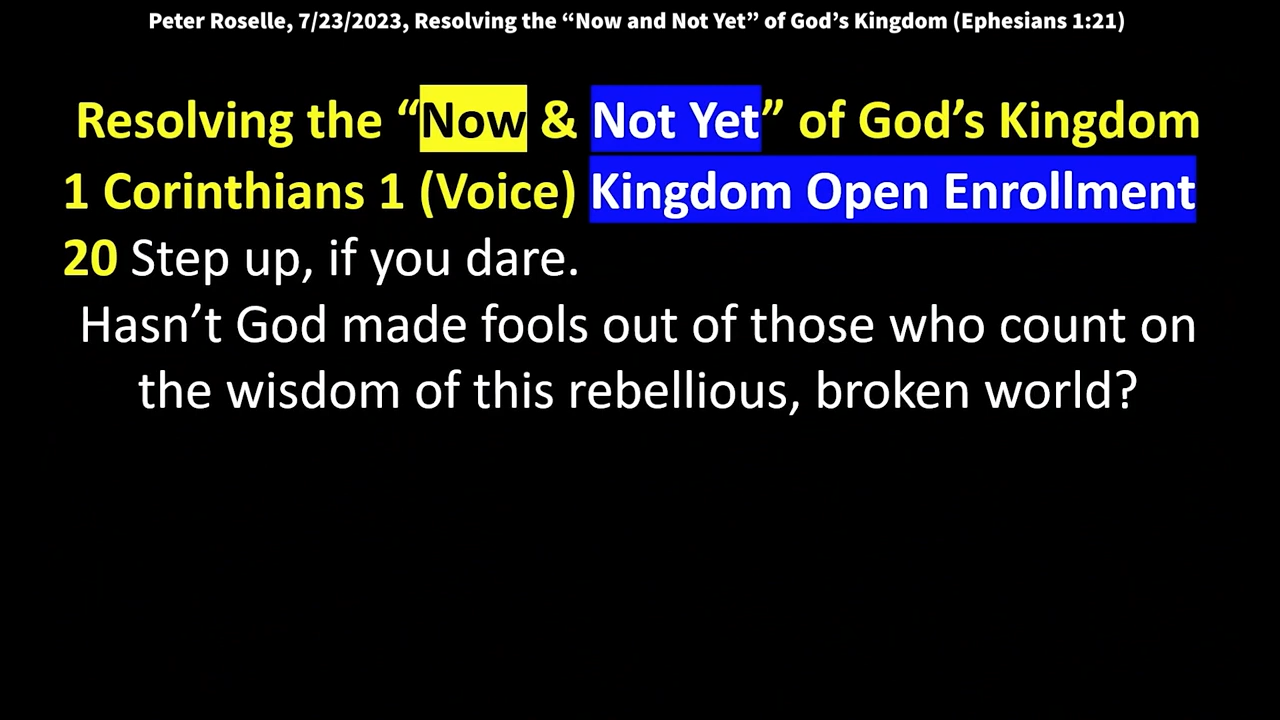 Peter Roselle, 7/23/2023, Resolving the “Now and Not Yet” of God’s Kingdom (Ephesians 1:21)
Resolving the “Now & Not Yet” of God’s Kingdom
1 Corinthians 1 (Voice) Kingdom Open Enrollment
20 Step up, if you dare.
Hasn’t God made fools out of those who count on
the wisdom of this rebellious, broken world?